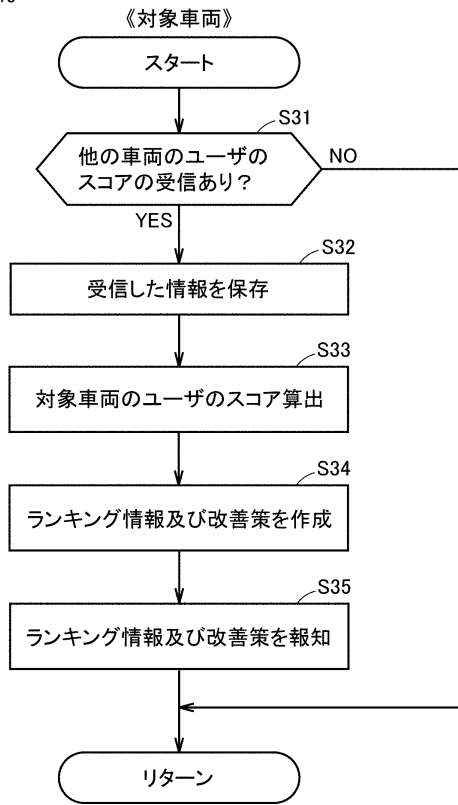 《対象車両》
スタート
S31
他の車両のユーザの
スコアの受信あり？
NO
YES
S32
受信した情報を保存
S33
対象車両のユーザのスコア算出
S34
ランキング情報及び改善策を作成
S35
ランキング情報及び改善策を報知
リターン